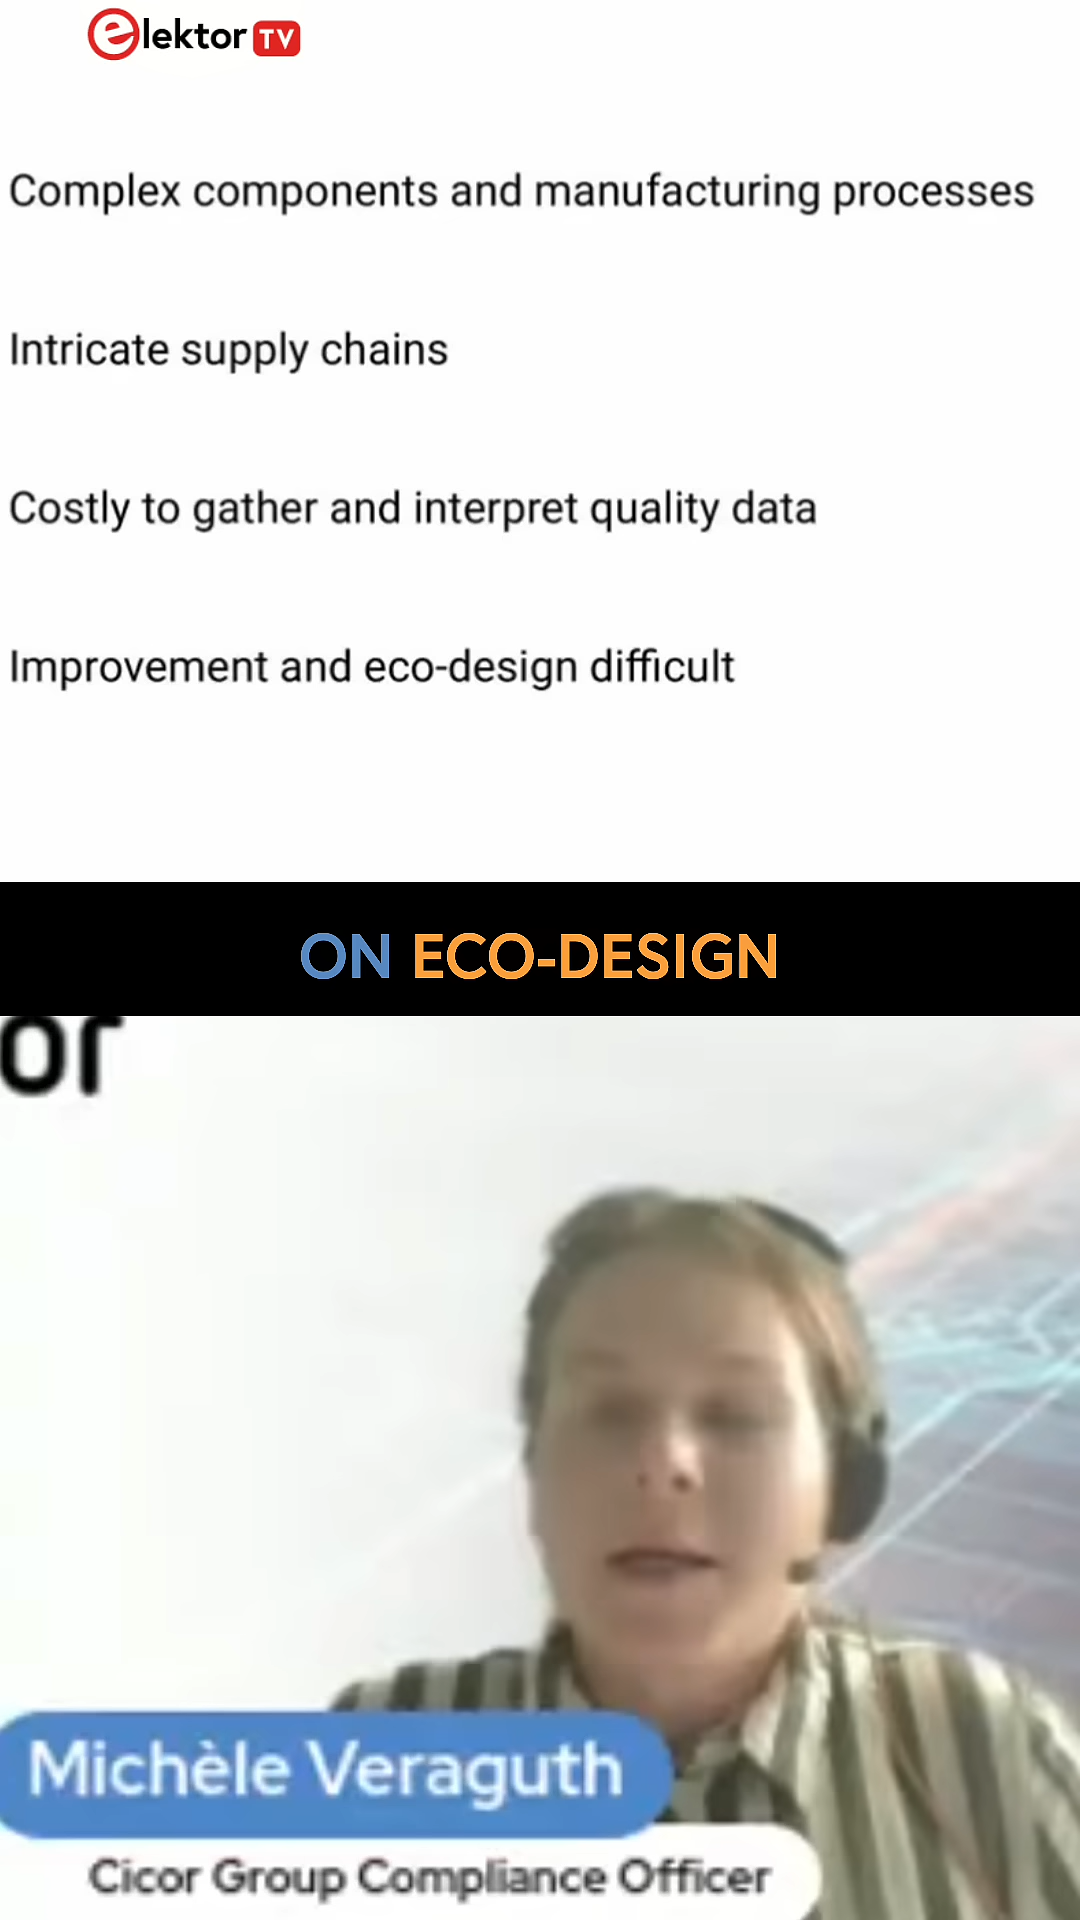 elektor TV
Complex components and manufacturing processes
Intricate supply chains
Costly to gather and interpret quality data
Improvement and eco-design difficult
ON ECO-DESIGN
or
Michèle Veraguth
Cicor Group Compliance Officer